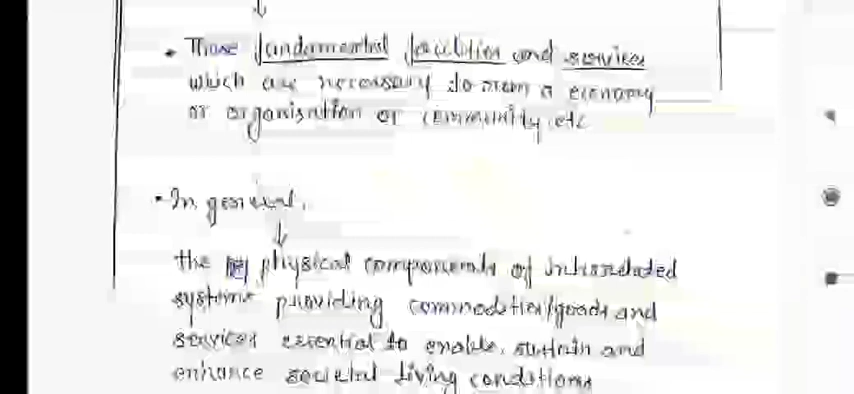 • Those fundamental facilities and services
which are necessary to run a economy
or organisation or community etc
• In general,
the physical components of interrelated
systems providing commodities/goods and
services essential to enable, sustain and
enhance societal living conditions